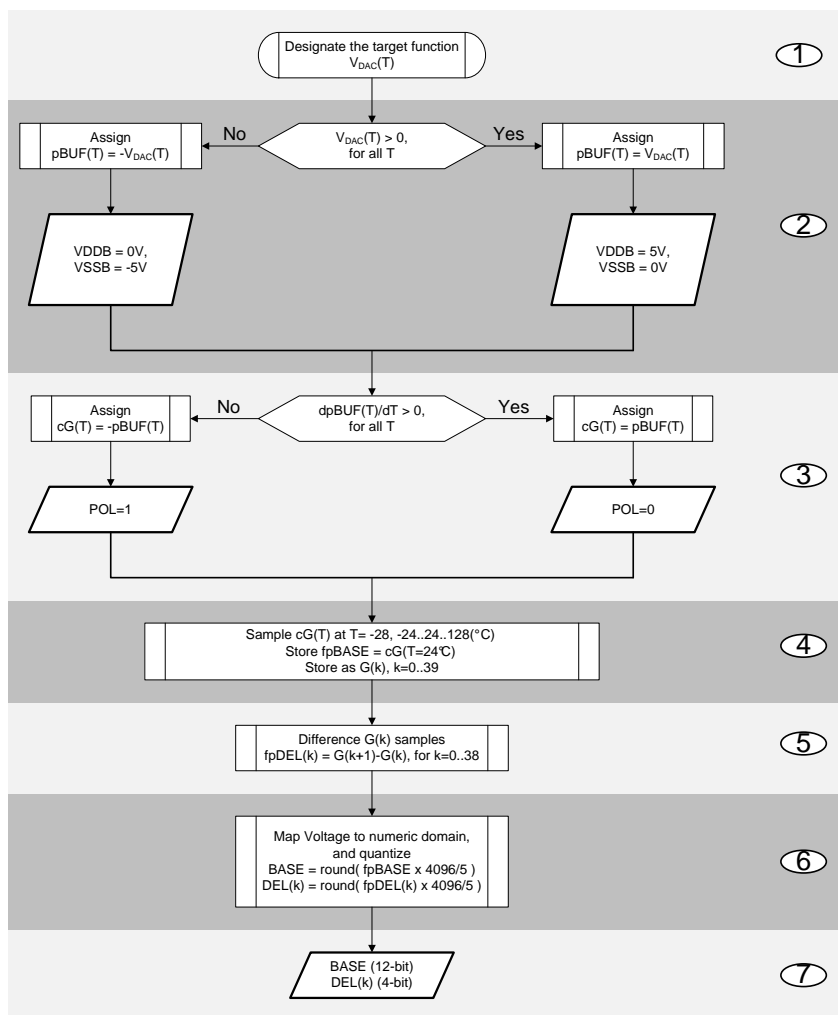 Designate the target function
V_DAC(T)
1
No
V_DAC(T) > 0,
for all T
Yes
Assign
pBUF(T) = -V_DAC(T)
Assign
pBUF(T) = V_DAC(T)
VDDB = 0V,
VSSB = -5V
VDDB = 5V,
VSSB = 0V
2
No
dpBUF(T)/dT > 0,
for all T
Yes
Assign
cG(T) = -pBUF(T)
Assign
cG(T) = pBUF(T)
POL=1
POL=0
3
Sample cG(T) at T= -28, -24..24..128(°C)
Store fpBASE = cG(T=24°C)
Store as G(k), k=0..39
4
Difference G(k) samples
fpDEL(k) = G(k+1)-G(k), for k=0..38
5
Map Voltage to numeric domain,
and quantize
BASE = round( fpBASE x 4096/5 )
DEL(k) = round( fpDEL(k) x 4096/5 )
6
BASE (12-bit)
DEL(k) (4-bit)
7